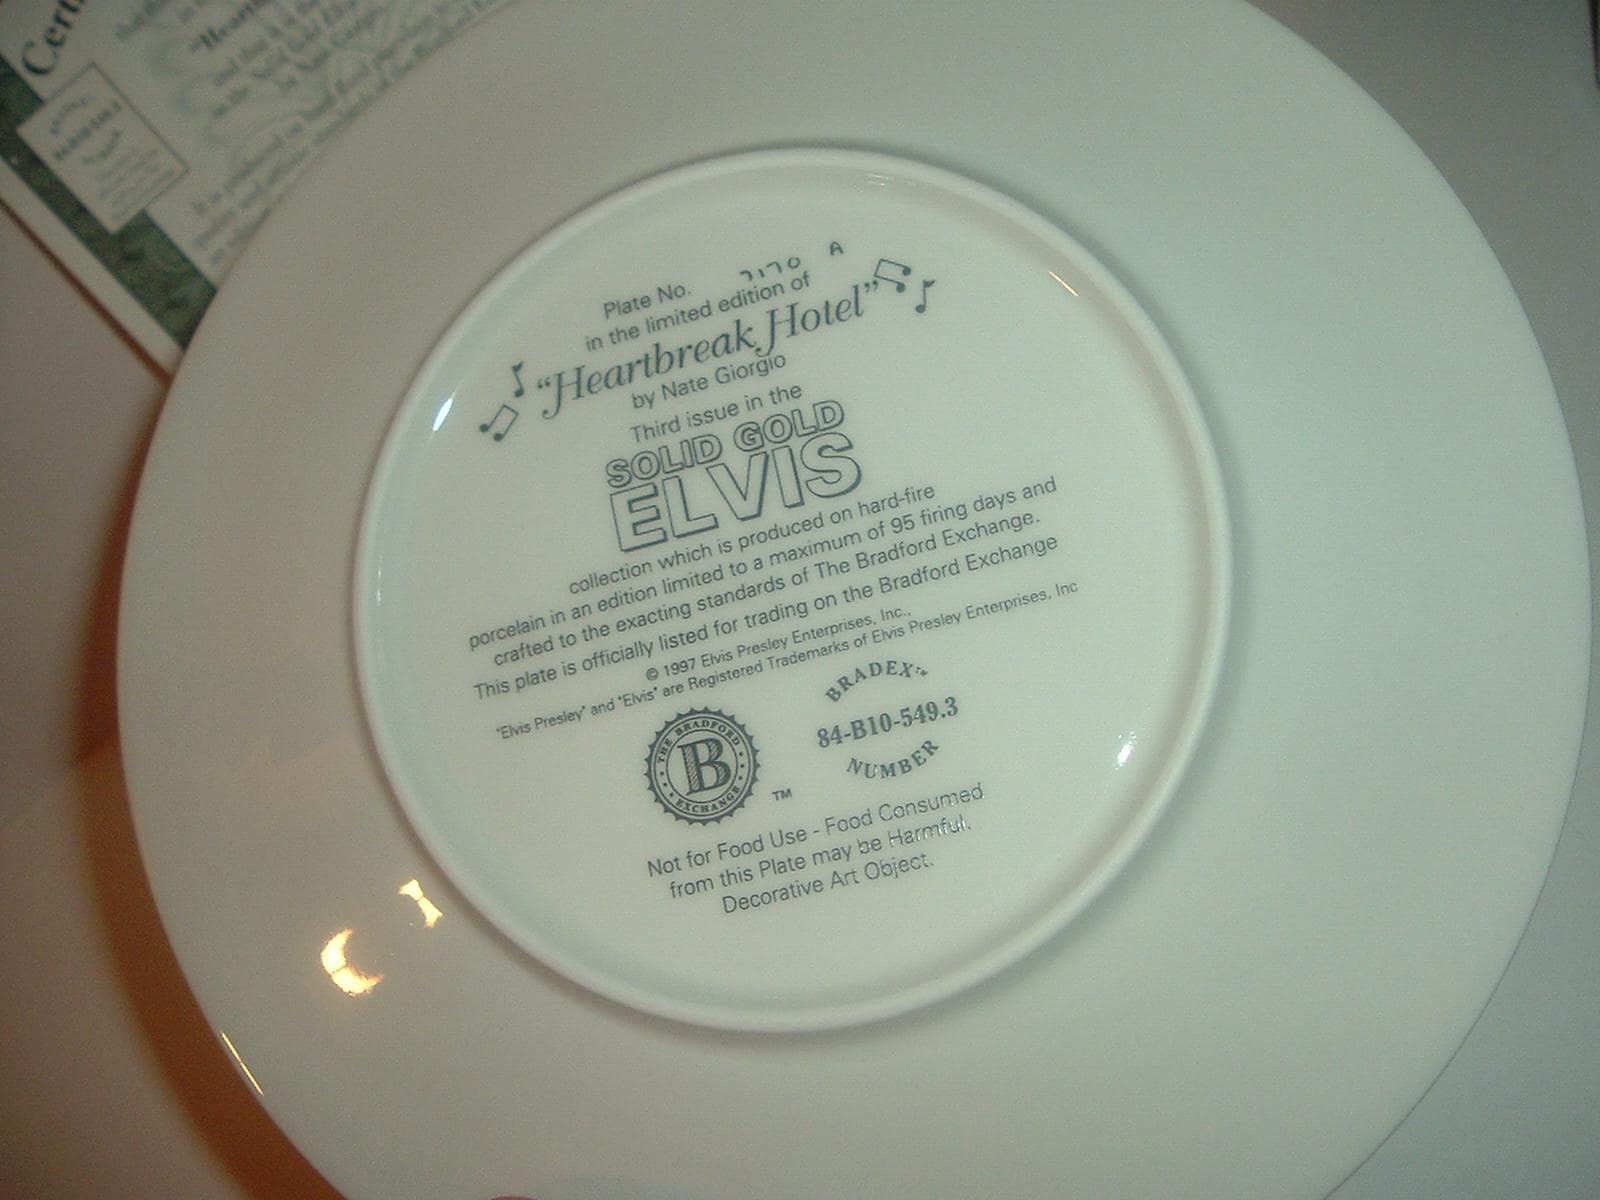 Plate No. 7170 A
in the limited edition of
"Heartbreak Hotel"
by Nate Giorgio
Third issue in the
SOLID GOLD
ELVIS
collection which is produced on hard-fire
porcelain in an edition limited to a maximum of 95 firing days and
crafted to the exacting standards of The Bradford Exchange.
This plate is officially listed for trading on the Bradford Exchange
© 1997 Elvis Presley Enterprises, Inc.,
"Elvis Presley" and "Elvis" are Registered Trademarks of Elvis Presley Enterprises, Inc
THE BRADFORD
B
EXCHANGE
TM
BRADEX™
84-B10-549.3
NUMBER
Not for Food Use - Food Consumed
from this Plate may be Harmful.
Decorative Art Object.